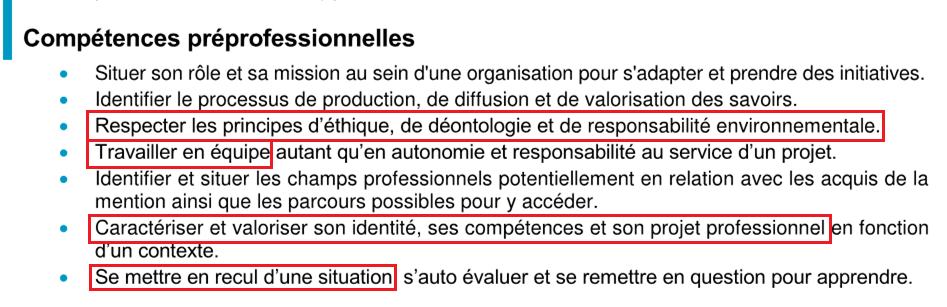 Compétences préprofessionnelles
• Situer son rôle et sa mission au sein d'une organisation pour s'adapter et prendre des initiatives.
• Identifier le processus de production, de diffusion et de valorisation des savoirs.
• Respecter les principes d’éthique, de déontologie et de responsabilité environnementale.
• Travailler en équipe autant qu’en autonomie et responsabilité au service d’un projet.
• Identifier et situer les champs professionnels potentiellement en relation avec les acquis de la
mention ainsi que les parcours possibles pour y accéder.
• Caractériser et valoriser son identité, ses compétences et son projet professionnel en fonction
d’un contexte.
• Se mettre en recul d’une situation s’auto évaluer et se remettre en question pour apprendre.